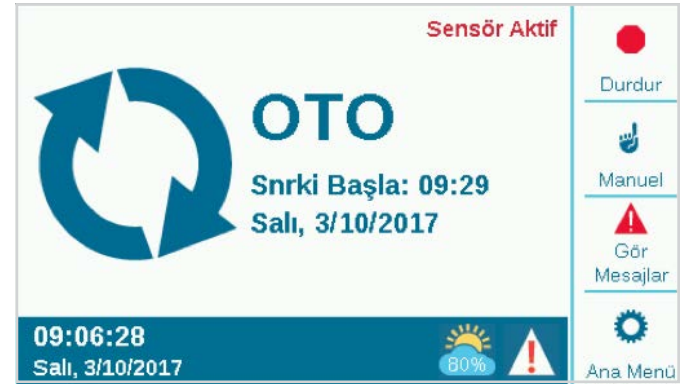 Sensör Aktif
OTO
Snrki Başla: 09:29
Salı, 3/10/2017
09:06:28
Salı, 3/10/2017
80%
Durdur
Manuel
Gör
Mesajlar
Ana Menü